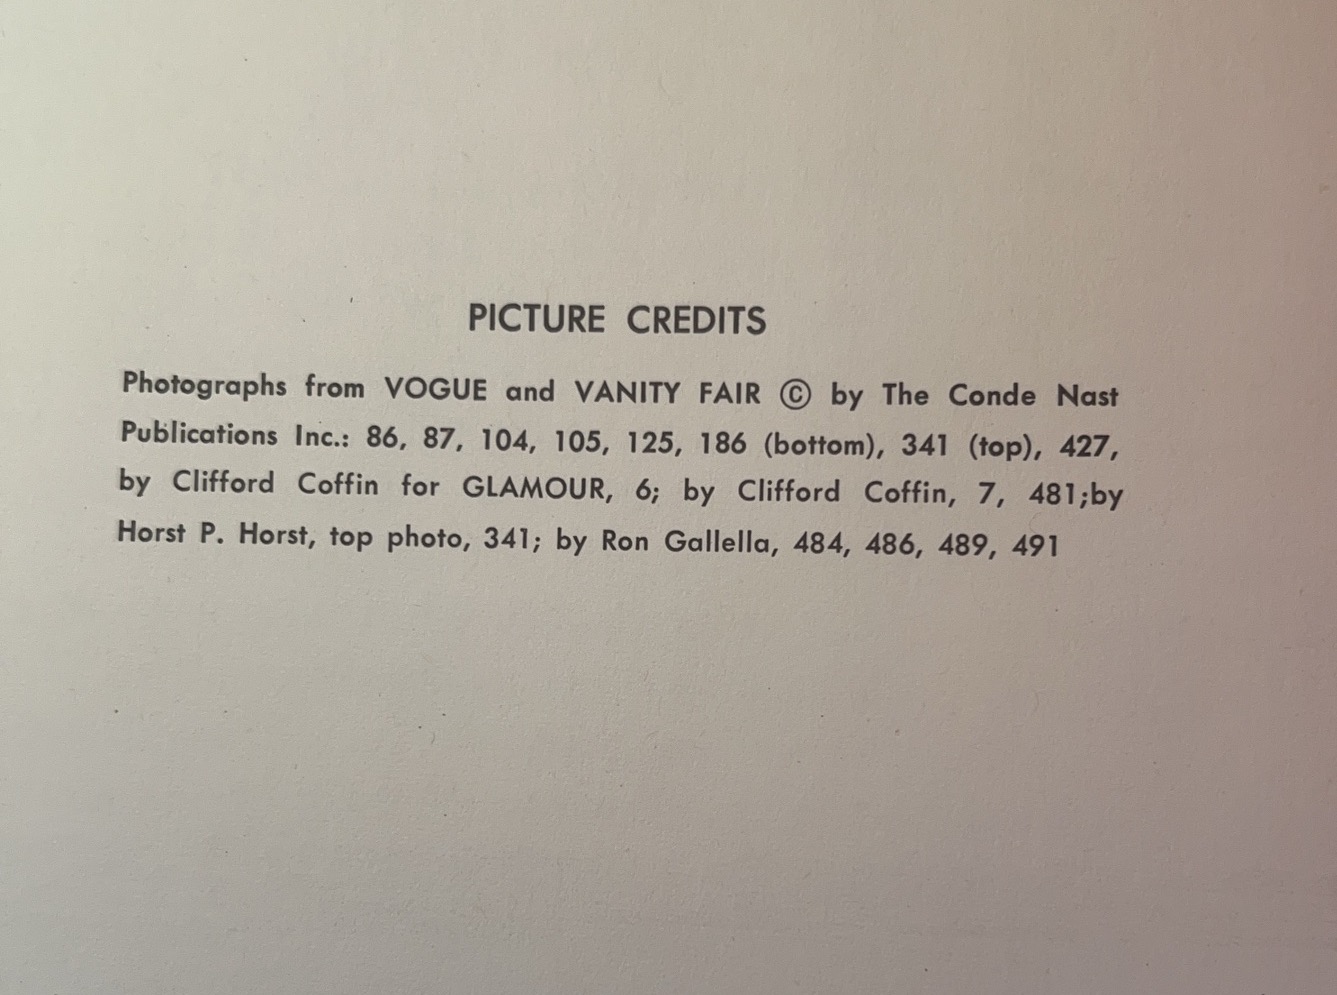 PICTURE CREDITS
Photographs from VOGUE and VANITY FAIR © by The Conde Nast
Publications Inc.: 86, 87, 104, 105, 125, 186 (bottom), 341 (top), 427,
by Clifford Coffin for GLAMOUR, 6; by Clifford Coffin, 7, 481;by
Horst P. Horst, top photo, 341; by Ron Gallella, 484, 486, 489, 491